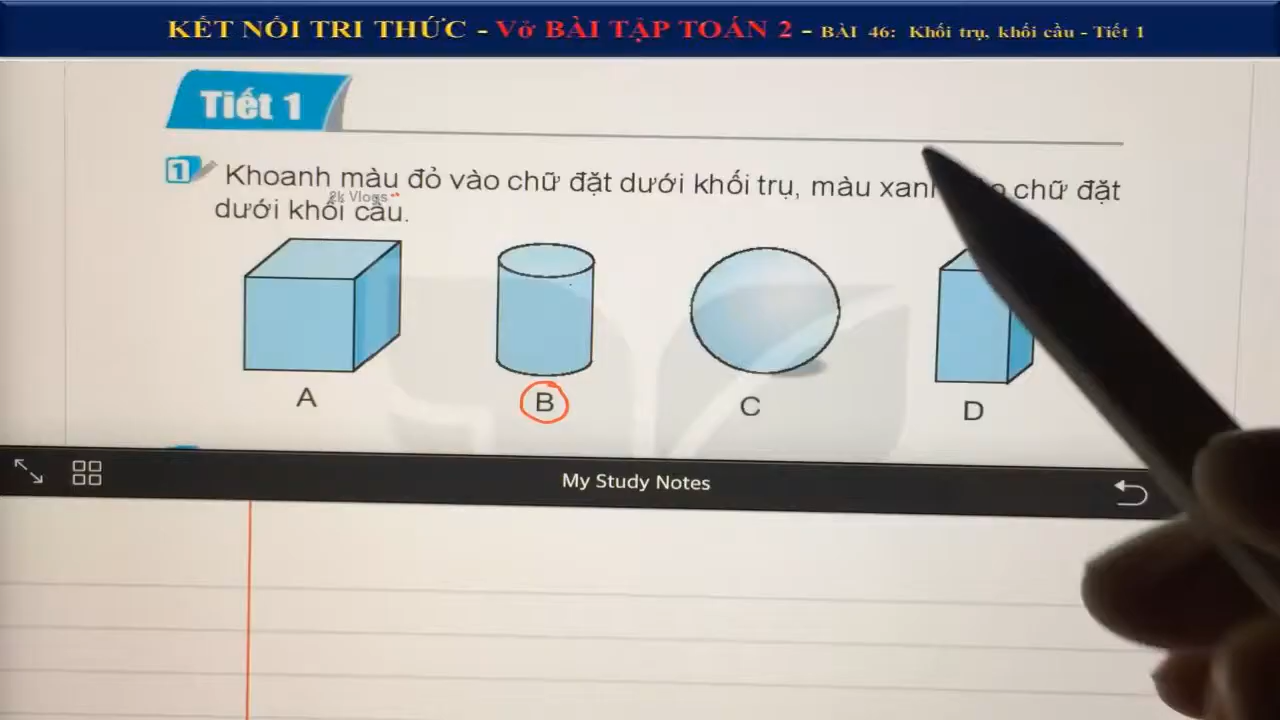 KẾT NỐI TRI THỨC - Vở BÀI TẬP TOÁN 2 - BÀI 46: Khối trụ, khối cầu - Tiết 1
Tiết 1
1 Khoanh màu đỏ vào chữ đặt dưới khối trụ, màu xanh chữ đặt
2k Vlogs
dưới khối cầu.
A B C D
My Study Notes